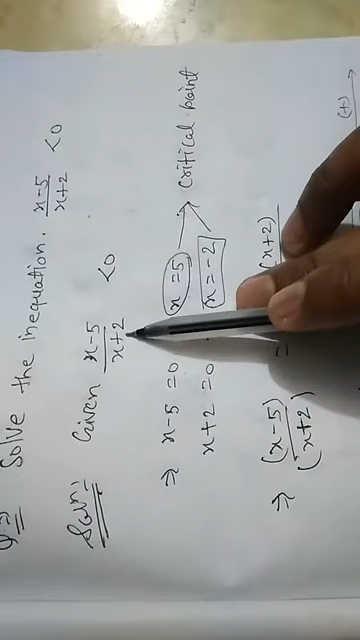 Q⇒ Solve the inequation. x-5/x+2 <0
Soln:- Given x-5/x+2 <0
⇒ x-5=0 x=5 critical point
x+2=0 x=-2
⇒ (x-5)/(x+2) = (x+2)
(+)